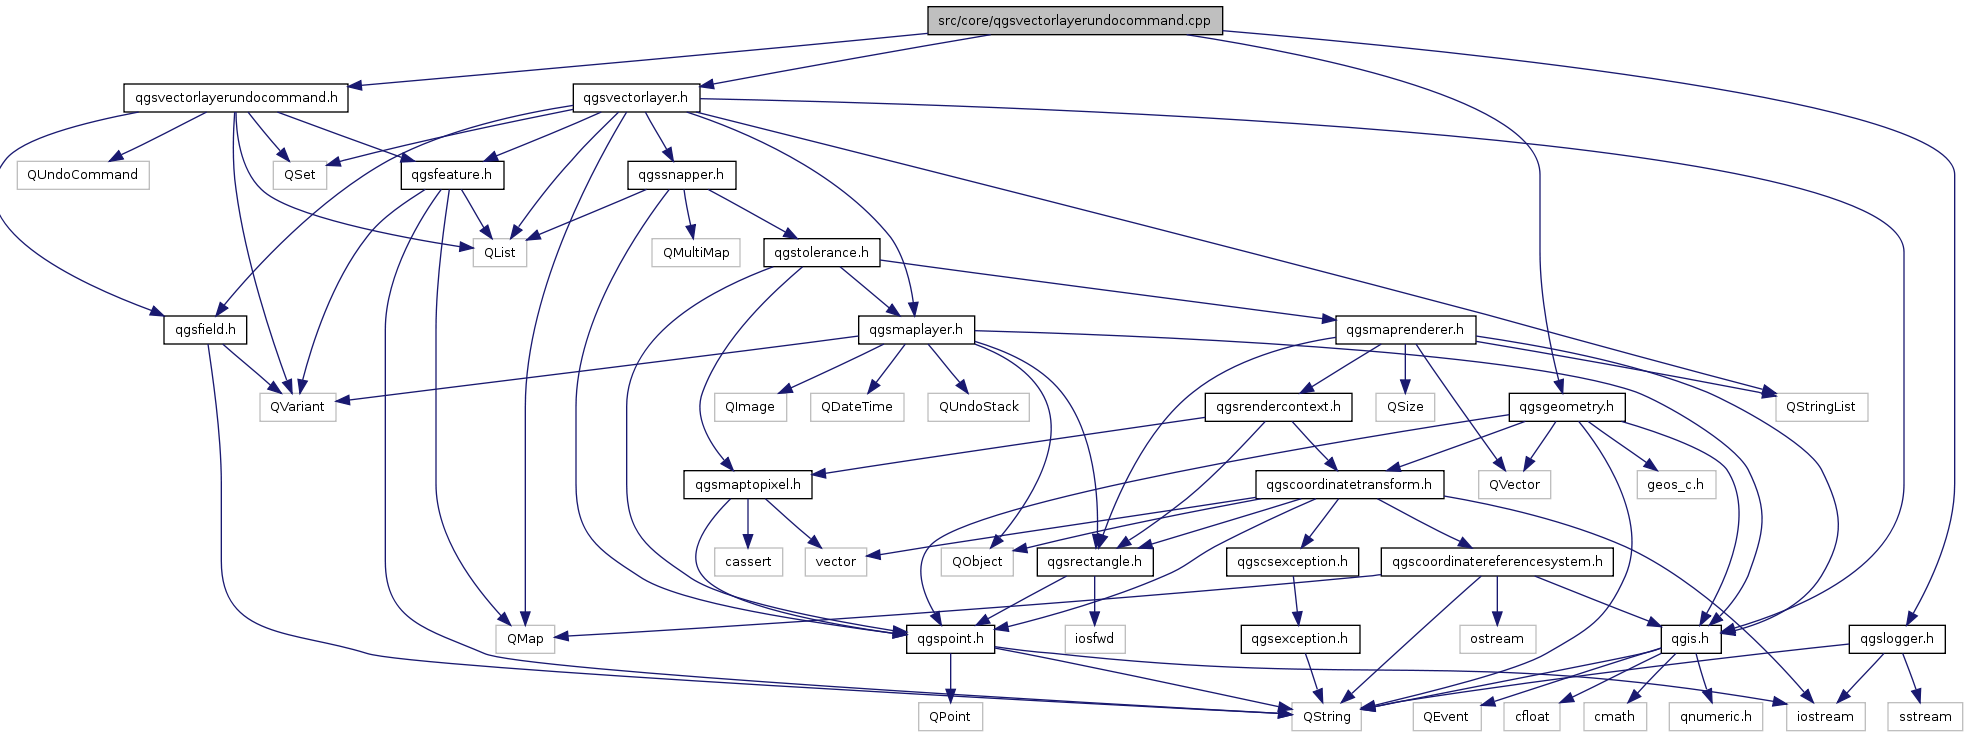 src/core/qgsvectorlayerundocommand.cpp
qgsvectorlayerundocommand.h
qgsvectorlayer.h
QUndoCommand
QSet
qgsfeature.h
qgssnapper.h
QList
QMultiMap
qgstolerance.h
qgsfield.h
qgsmaplayer.h
qgsmaprenderer.h
QVariant
QImage
QDateTime
QUndoStack
qgsrendercontext.h
QSize
qgsgeometry.h
QStringList
qgsmaptopixel.h
qgscoordinatetransform.h
QVector
geos_c.h
cassert
vector
QObject
qgsrectangle.h
qgscsexception.h
qgscoordinatereferencesystem.h
QMap
qgspoint.h
iosfwd
qgsexception.h
ostream
qgis.h
qgslogger.h
QPoint
QString
QEvent
cfloat
cmath
qnumeric.h
iostream
sstream